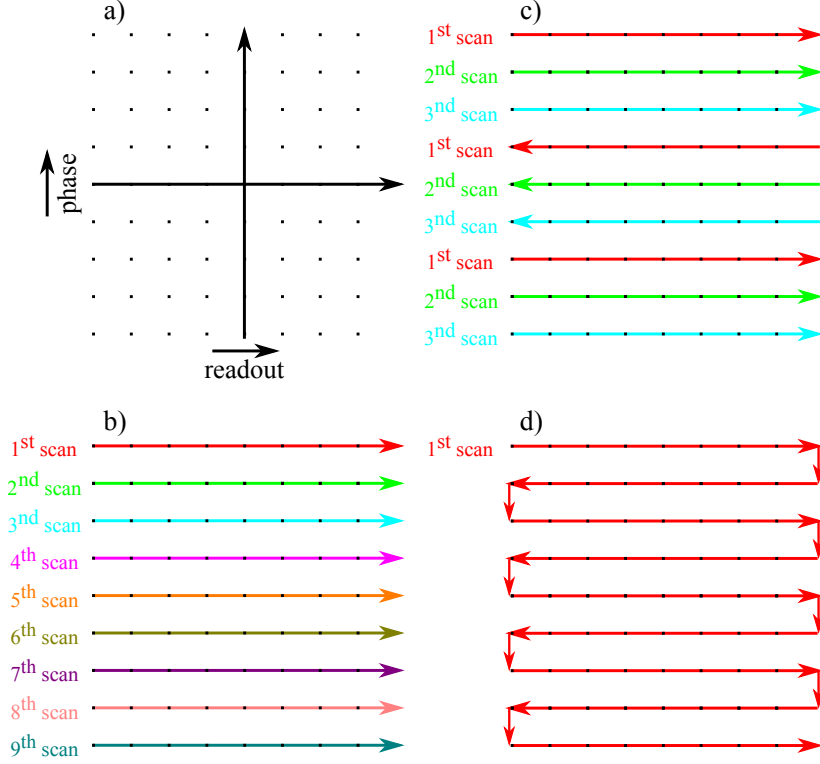 a)
phase
readout
c)
1st scan
2nd scan
3nd scan
1st scan
2nd scan
3nd scan
1st scan
2nd scan
3nd scan
b)
1st scan
2nd scan
3nd scan
4th scan
5th scan
6th scan
7th scan
8th scan
9th scan
d)
1st scan